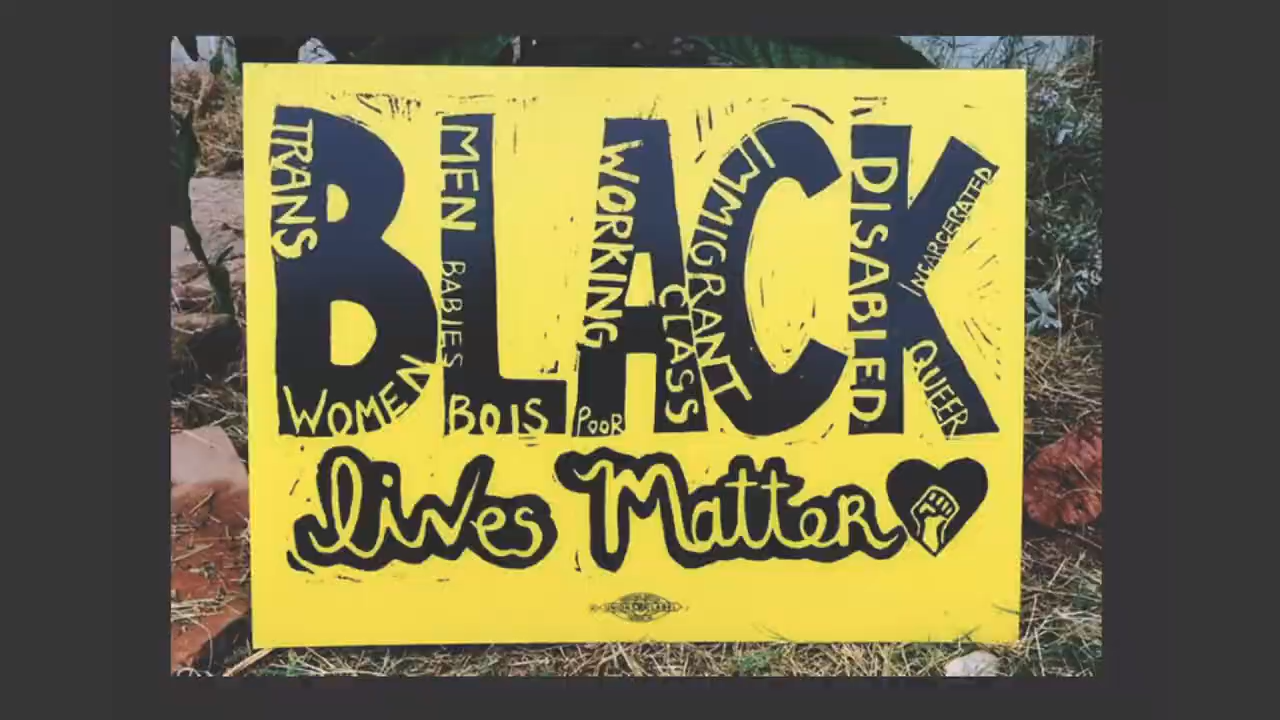 BLACK
TRANS
WOMEN
MEN
BABIES
BOIS
WORKING
CLASS
POOR
IMMIGRANT
DISABLED
INCARCERATED
QUEER
lives Matter